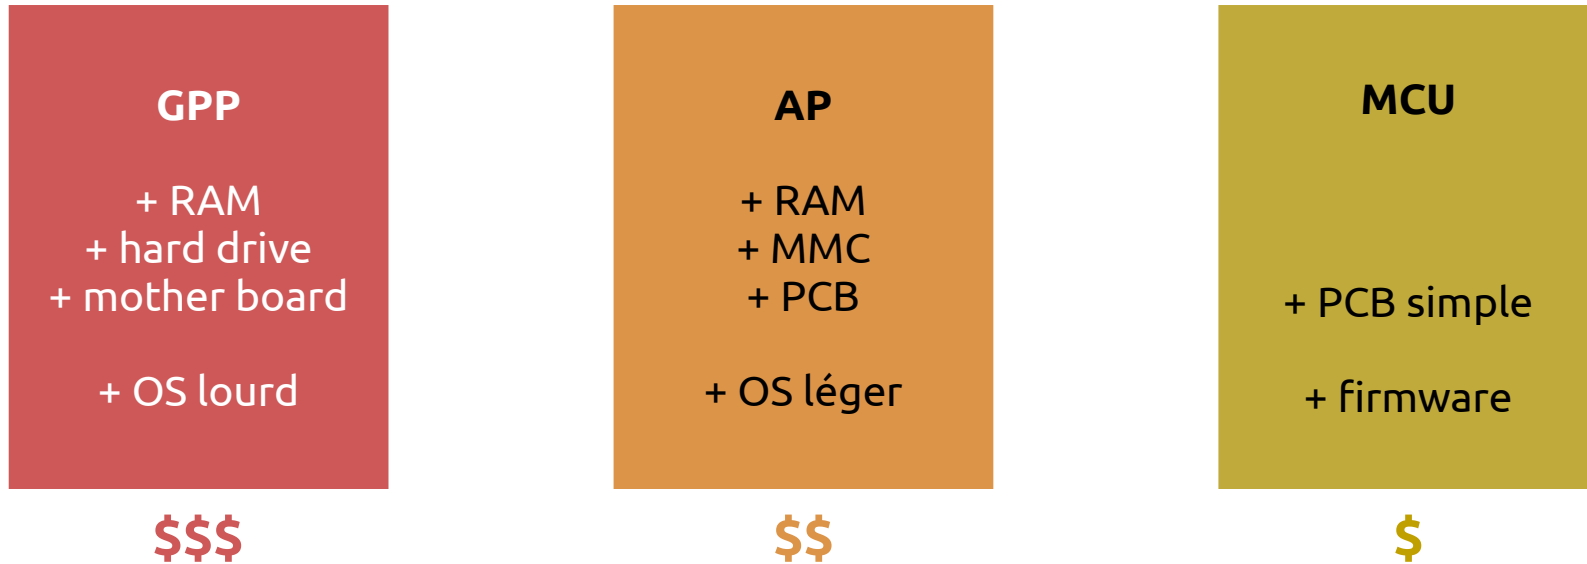 GPP
+ RAM
+ hard drive
+ mother board
+ OS lourd
$$$
AP
+ RAM
+ MMC
+ PCB
+ OS léger
$$
MCU
+ PCB simple
+ firmware
$